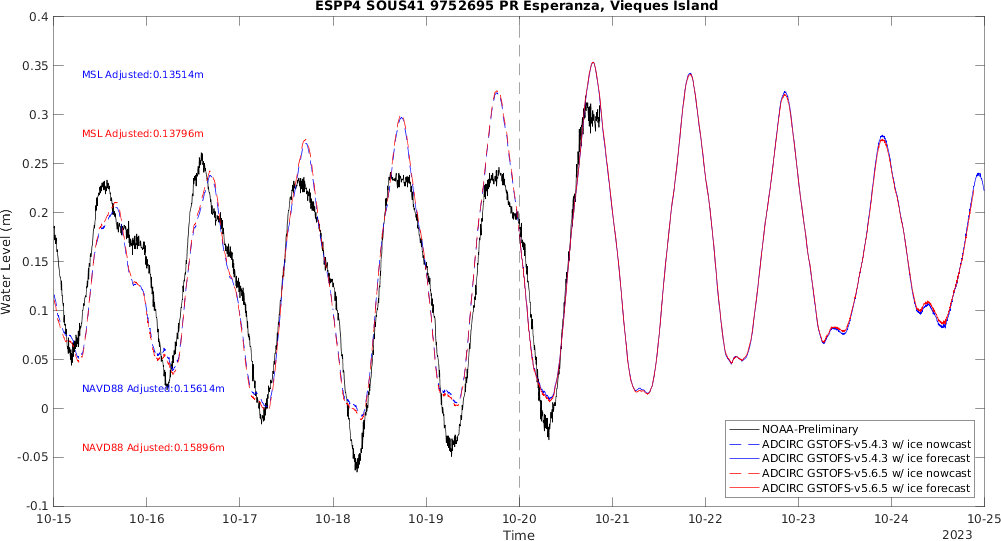 ESPP4 SOUS41 9752695 PR Esperanza, Vieques Island
0.4
0.35
0.3
0.25
0.2
0.15
0.1
0.05
0
-0.05
-0.1
Water Level (m)
MSL Adjusted:0.13514m
MSL Adjusted:0.13796m
NAVD88 Adjusted:0.15614m
NAVD88 Adjusted:0.15896m
NOAA-Preliminary
ADCIRC GSTOFS-v5.4.3 w/ ice nowcast
ADCIRC GSTOFS-v5.4.3 w/ ice forecast
ADCIRC GSTOFS-v5.6.5 w/ ice nowcast
ADCIRC GSTOFS-v5.6.5 w/ ice forecast
10-15 10-16 10-17 10-18 10-19 10-20 10-21 10-22 10-23 10-24 10-25
Time
2023